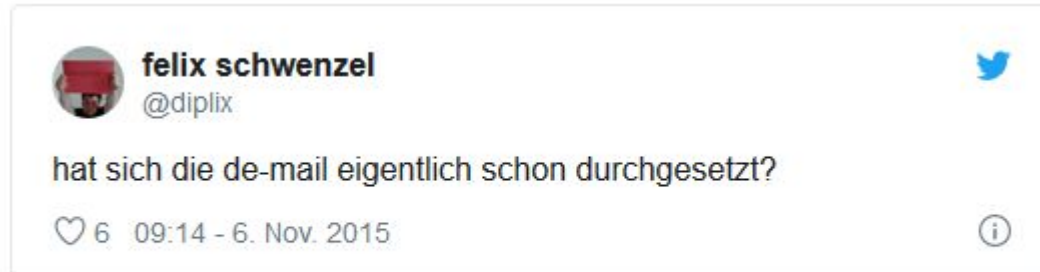 felix schwenzel
@diplix
hat sich die de-mail eigentlich schon durchgesetzt?
6 09:14 - 6. Nov. 2015